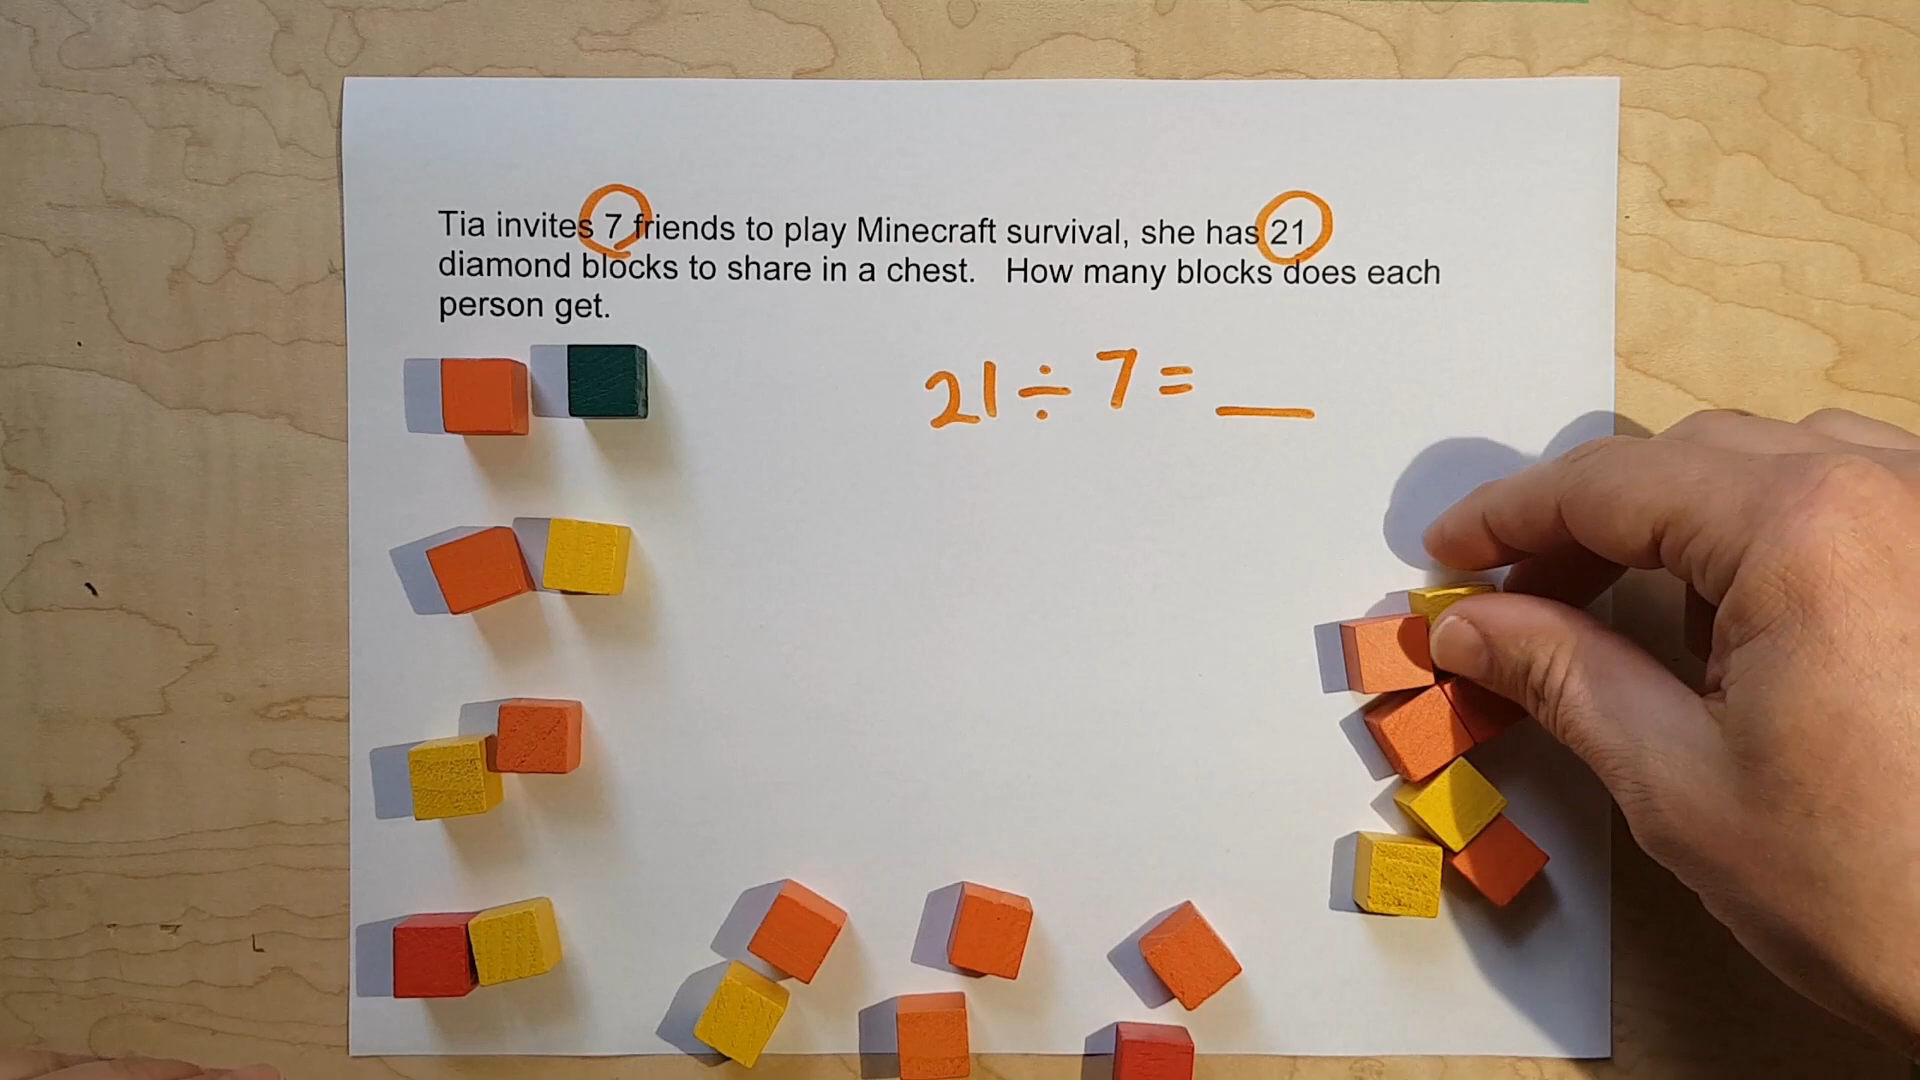 Tia invites 7 friends to play Minecraft survival, she has 21
diamond blocks to share in a chest. How many blocks does each
person get.
21 ÷ 7 = __